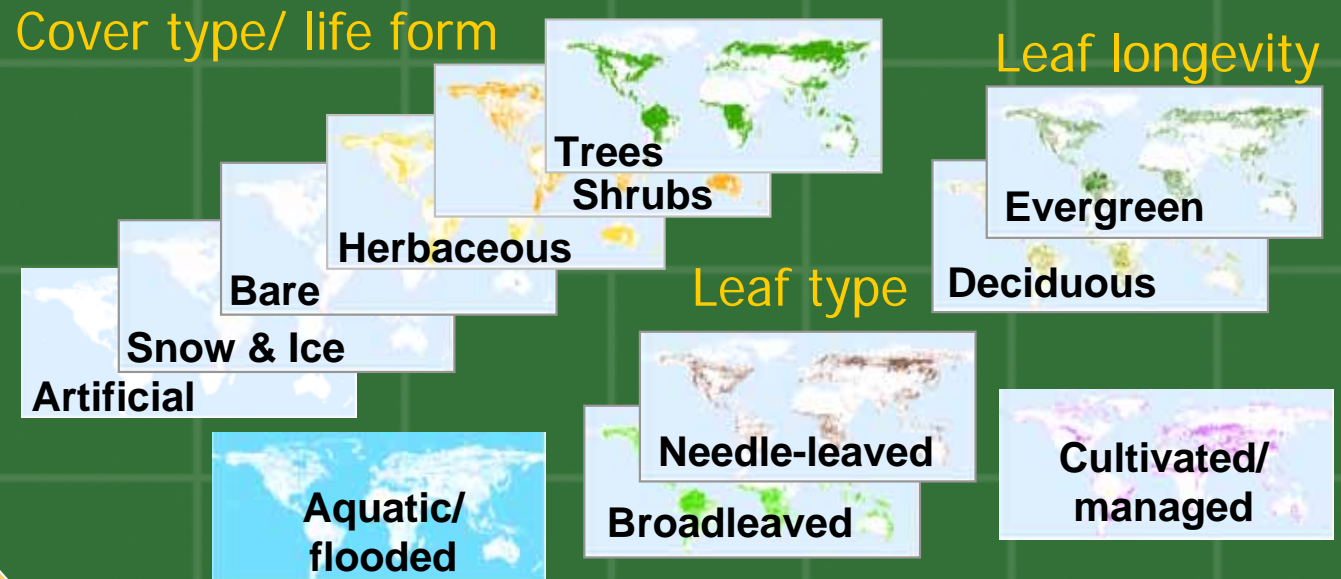 Cover type/ life form
Trees
Shrubs
Herbaceous
Bare
Snow & Ice
Artificial
Leaf longevity
Evergreen
Deciduous
Leaf type
Needle-leaved
Broadleaved
Aquatic/
flooded
Cultivated/
managed